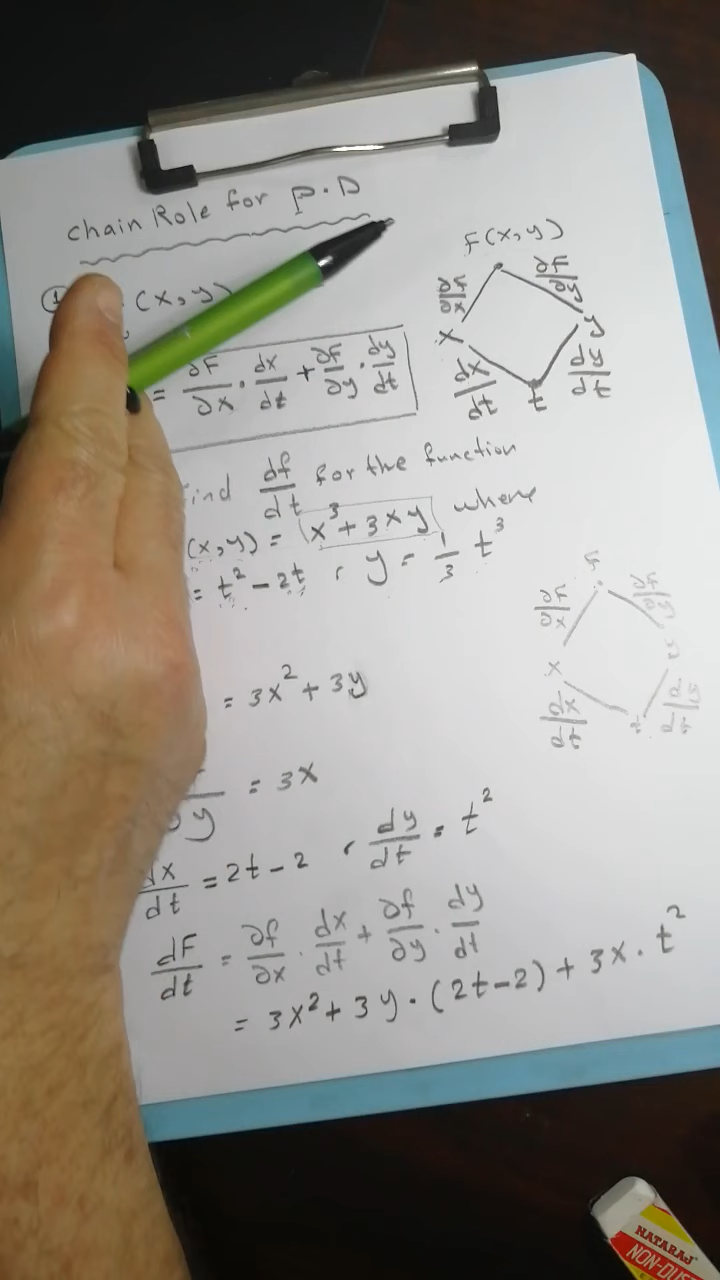 chain Role for P.D
(x,y)
= ∂F/∂x · dx/dt + ∂F/∂y · dy/dt
F(x,y)
∂F/∂x ∂F/∂y
x y
dx/dt dy/dt
t
find df/dt for the function
(x,y) = x³ + 3xy where
= t² - 2t , y = 1/3 t³
F
∂F/∂x ∂F/∂y
x y
dx/dt dy/dt
t
= 3x² + 3y
∂y = 3x
dx/dt = 2t - 2 , dy/dt = t²
dF/dt = ∂f/∂x · dx/dt + ∂f/∂y · dy/dt
= 3x² + 3y · (2t-2) + 3x · t²
NATARAJ